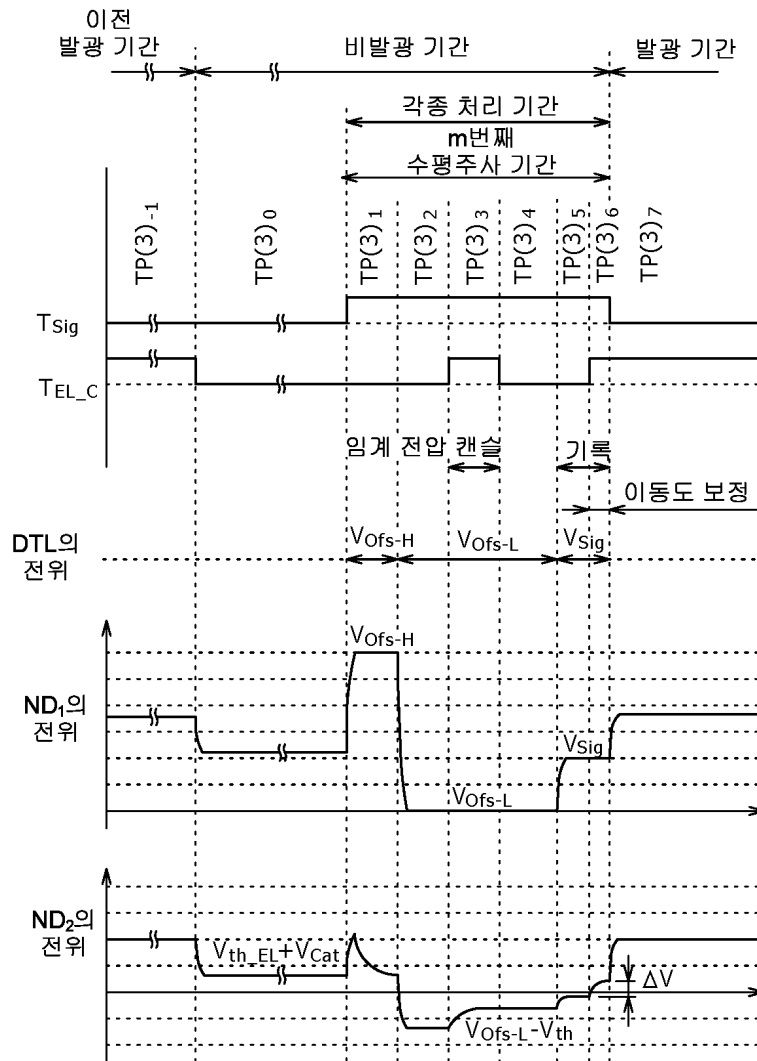 이전
발광 기간 비발광 기간 발광 기간
각종 처리 기간
m번째
수평주사 기간
TP(3)-1 TP(3)0 TP(3)1 TP(3)2 TP(3)3 TP(3)4 TP(3)5 TP(3)6 TP(3)7
TSig
TEL_C
임계 전압 캔슬 기록
이동도 보정
DTL의
전위
VOfs-H VOfs-L VSig
VOfs-H
ND1의
전위
VSig
VOfs-L
ND2의
전위
Vth_EL+VCat
ΔV
VOfs-L-Vth